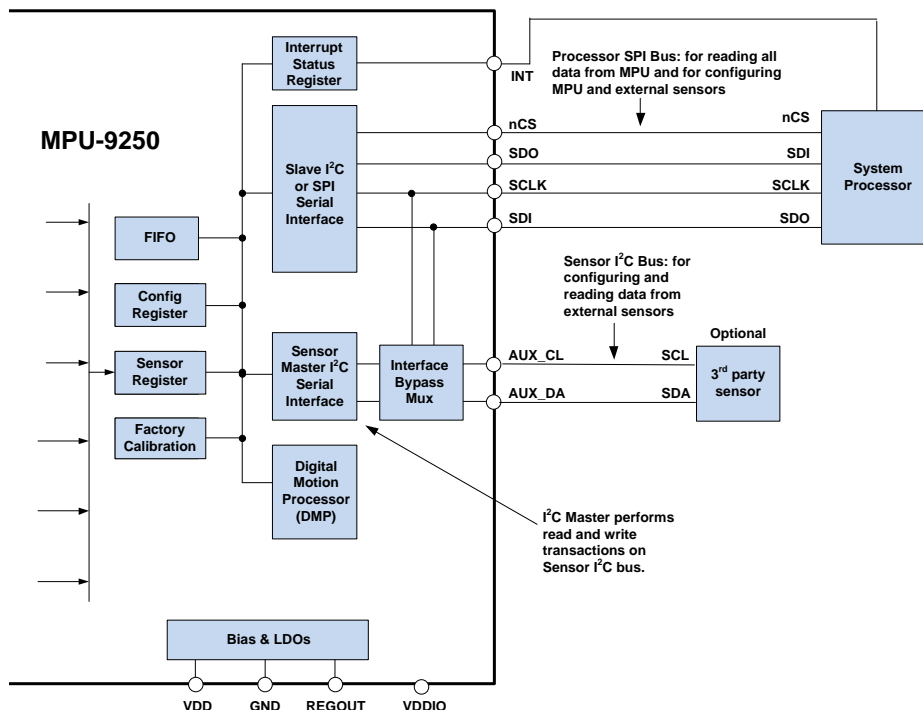 MPU-9250
Interrupt
Status
Register
INT
Processor SPI Bus: for reading all
data from MPU and for configuring
MPU and external sensors
Slave I²C
or SPI
Serial
Interface
nCS
nCS
SDO
SDI
SCLK
SCLK
SDI
SDO
System
Processor
FIFO
Config
Register
Sensor
Register
Factory
Calibration
Sensor
Master I²C
Serial
Interface
Interface
Bypass
Mux
Sensor I²C Bus: for
configuring and
reading data from
external sensors
AUX_CL
SCL
AUX_DA
SDA
Optional
3rd party
sensor
Digital
Motion
Processor
(DMP)
I²C Master performs
read and write
transactions on
Sensor I²C bus.
Bias & LDOs
VDD
GND
REGOUT
VDDIO